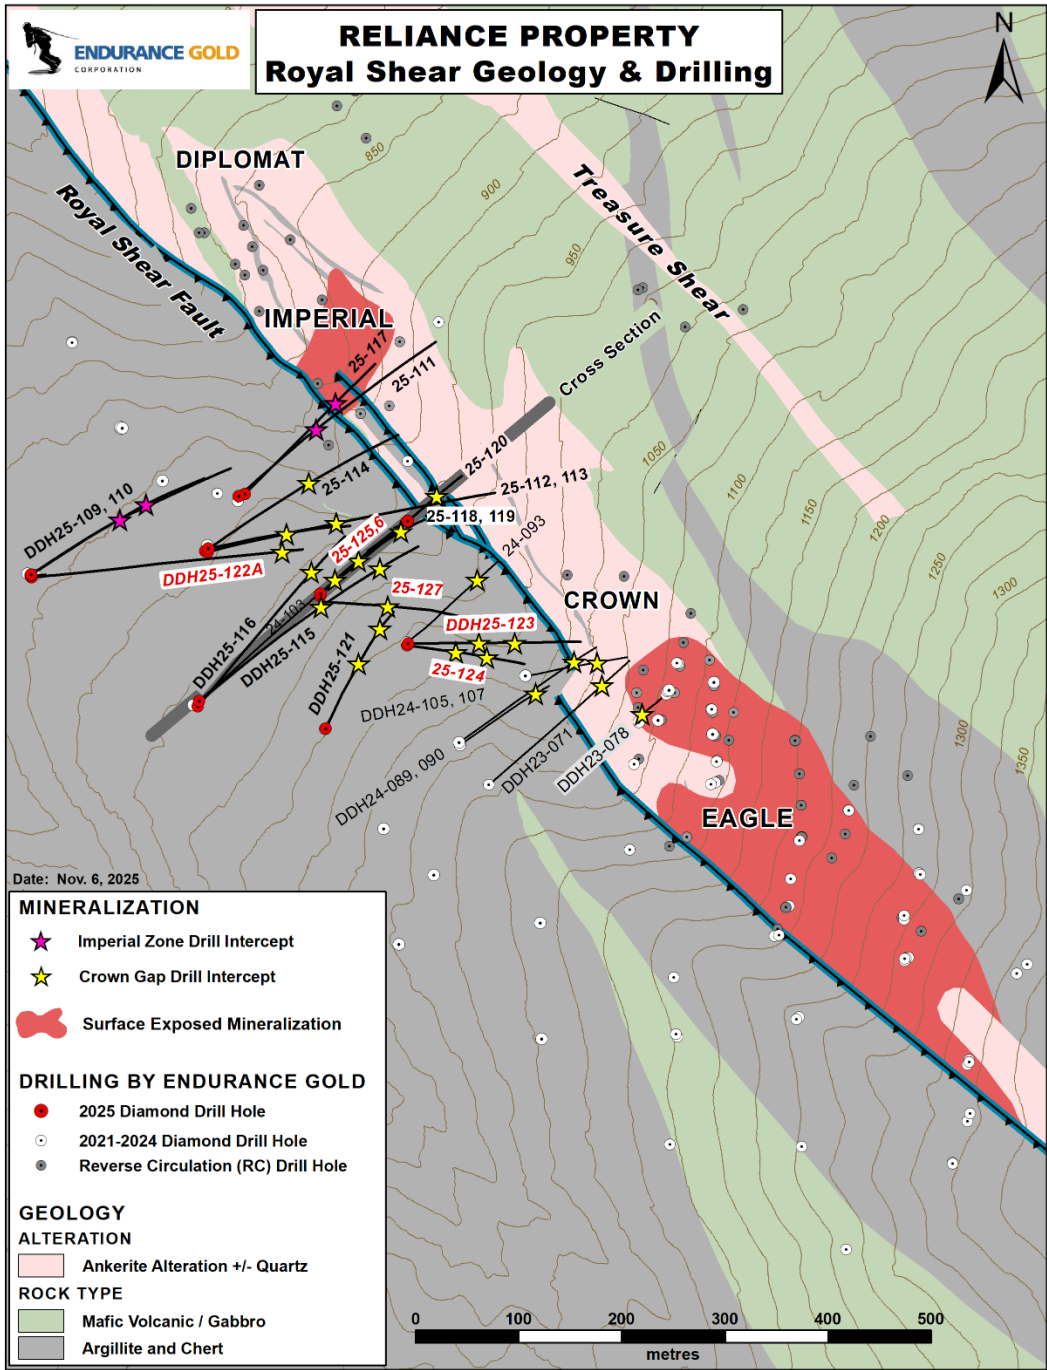 ENDURANCE GOLD
CORPORATION
RELIANCE PROPERTY
Royal Shear Geology & Drilling
N
DIPLOMAT
850
900
950
Royal Shear Fault
Treasure Shear
IMPERIAL
25-117
25-111
Cross Section
1050
1100
1150
1200
1250
1300
25-120
25-114
25-112, 113
DDH25-109, 110
25-118, 119
25-125,6
24-093
DDH25-122A
25-127
CROWN
24-103
DDH25-116
DDH25-115
DDH25-121
DDH25-123
25-124
DDH24-105, 107
DDH24-089, 090
DDH23-071
DDH23-078
1300
1350
EAGLE
Date: Nov. 6, 2025
MINERALIZATION
Imperial Zone Drill Intercept
Crown Gap Drill Intercept
Surface Exposed Mineralization
DRILLING BY ENDURANCE GOLD
2025 Diamond Drill Hole
2021-2024 Diamond Drill Hole
Reverse Circulation (RC) Drill Hole
GEOLOGY
ALTERATION
Ankerite Alteration +/- Quartz
ROCK TYPE
Mafic Volcanic / Gabbro
Argillite and Chert
0 100 200 300 400 500
metres